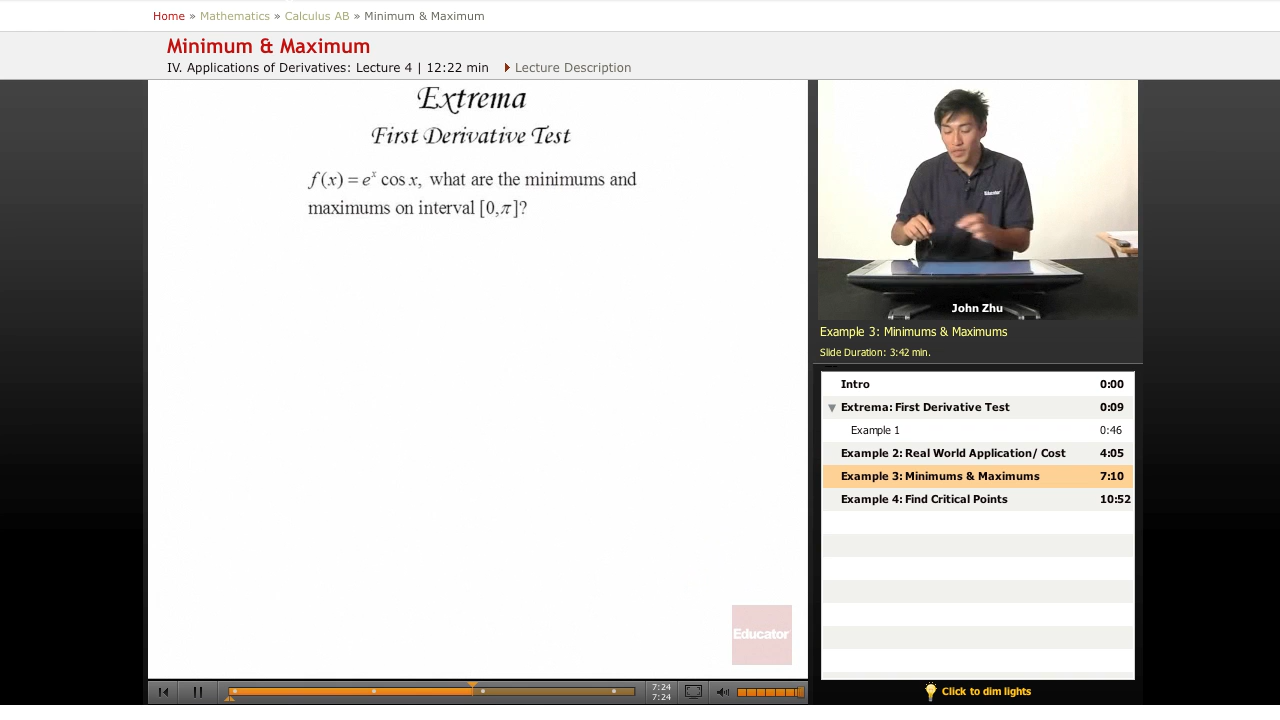 Home » Mathematics » Calculus AB » Minimum & Maximum
Minimum & Maximum
IV. Applications of Derivatives: Lecture 4 | 12:22 min Lecture Description
Extrema
First Derivative Test
f(x) = eˣ cos x, what are the minimums and
maximums on interval [0, π]?
Educator
7:24
7:24
Educator
John Zhu
Example 3: Minimums & Maximums
Slide Duration: 3:42 min.
Intro 0:00
▼ Extrema: First Derivative Test 0:09
Example 1 0:46
Example 2: Real World Application/ Cost 4:05
Example 3: Minimums & Maximums 7:10
Example 4: Find Critical Points 10:52
Click to dim lights